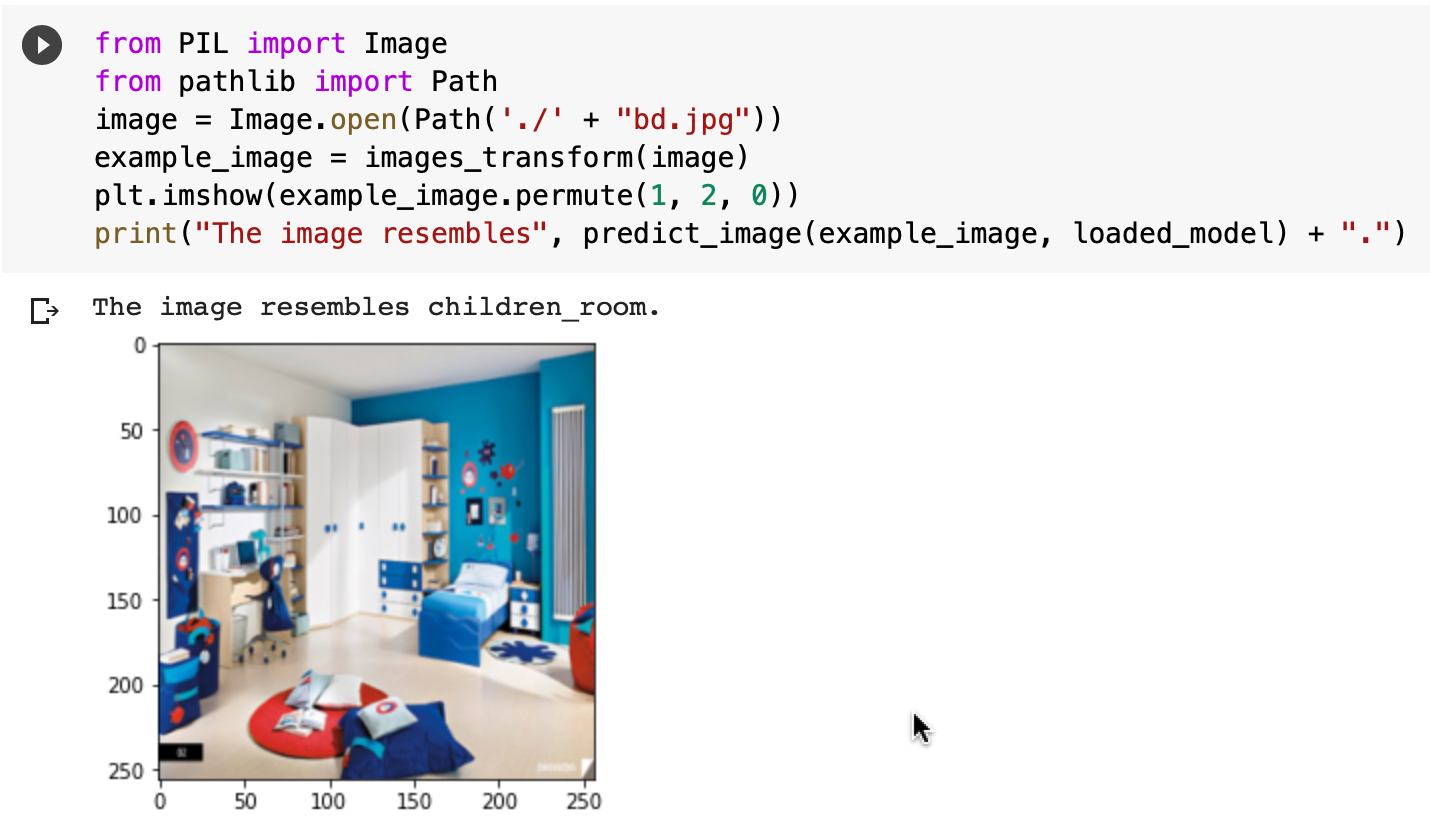 from PIL import Image
from pathlib import Path
image = Image.open(Path('./' + "bd.jpg"))
example_image = images_transform(image)
plt.imshow(example_image.permute(1, 2, 0))
print("The image resembles", predict_image(example_image, loaded_model) + ".")
The image resembles children_room.
0
50
100
150
200
250
0 50 100 150 200 250